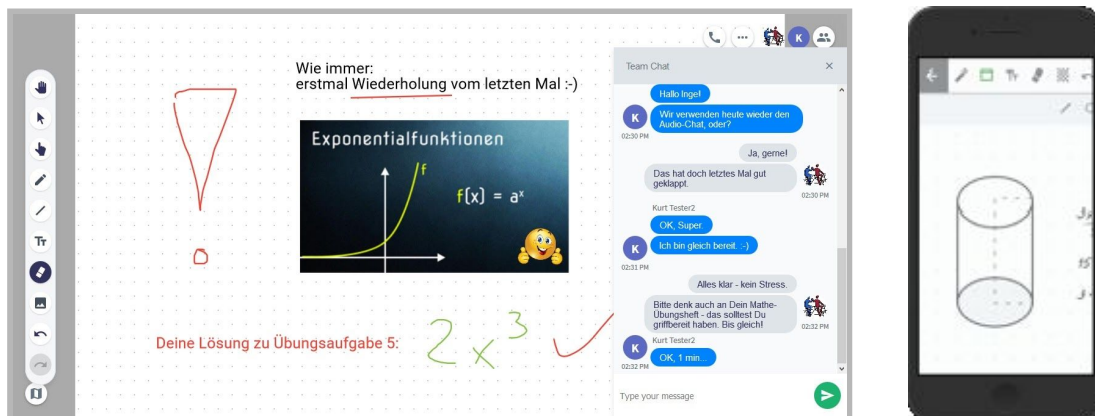 Wie immer:
erstmal Wiederholung vom letzten Mal :-)
Exponentialfunktionen
f
f(x) = aˣ
Deine Lösung zu Übungsaufgabe 5:
2x³
Tт
K
Team Chat
Hallo Inge!
K
Wir verwenden heute wieder den
Audio-Chat, oder?
02:30 PM
Ja, gerne!
Das hat doch letztes Mal gut
geklappt.
02:30 PM
Kurt Tester2
OK, Super.
K
Ich bin gleich bereit. :-)
02:31 PM
Alles klar - kein Stress.
Bitte denk auch an Dein Mathe-
Übungsheft - das solltest Du
griffbereit haben. Bis gleich!
02:32 PM
Kurt Tester2
K
OK, 1 min...
02:32 PM
Type your message
Tт